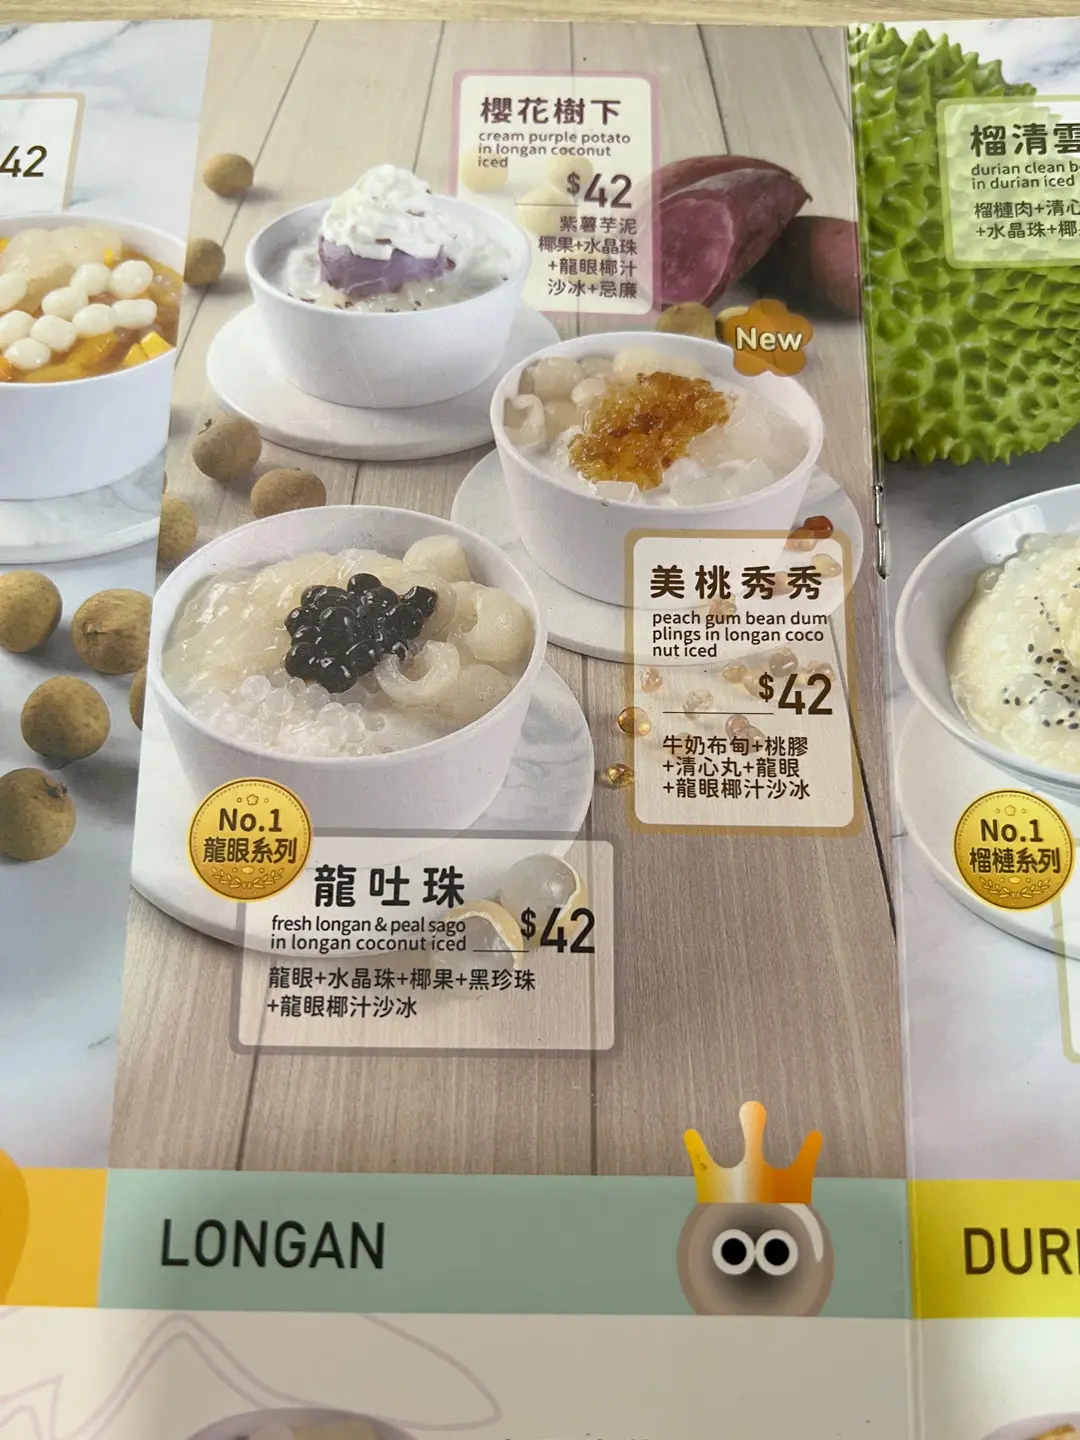 42
櫻花樹下
cream purple potato
in longan coconut
iced
$42
紫薯芋泥
椰果+水晶珠
+龍眼椰汁
沙冰+忌廉
New
美桃秀秀
peach gum bean dum
plings in longan coco
nut iced
$42
牛奶布甸+桃膠
+清心丸+龍眼
+龍眼椰汁沙冰
No.1
龍眼系列
龍吐珠
fresh longan & peal sago
in longan coconut iced
$42
龍眼+水晶珠+椰果+黑珍珠
+龍眼椰汁沙冰
LONGAN
榴清雲
durian clean b
in durian iced
榴槤肉+清心
+水晶珠+椰
No.1
榴槤系列
DURI